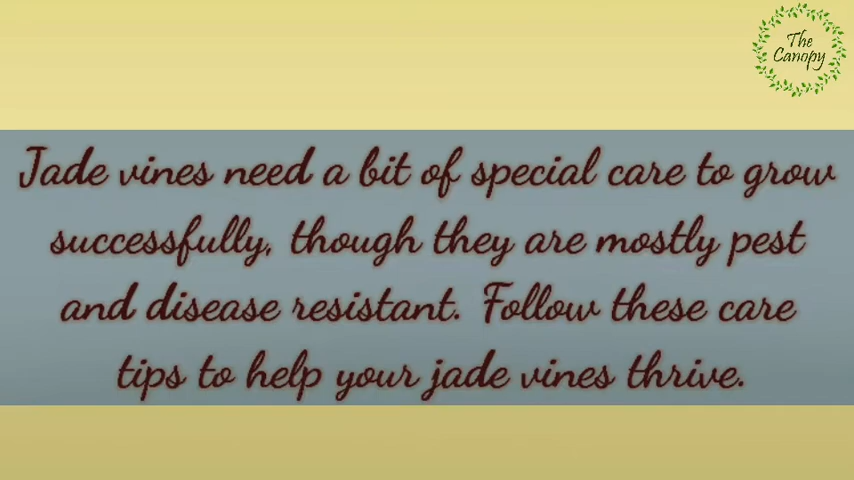 The
Canopy
Jade vines need a bit of special care to grow
successfully, though they are mostly pest
and disease resistant. Follow these care
tips to help your jade vines thrive.